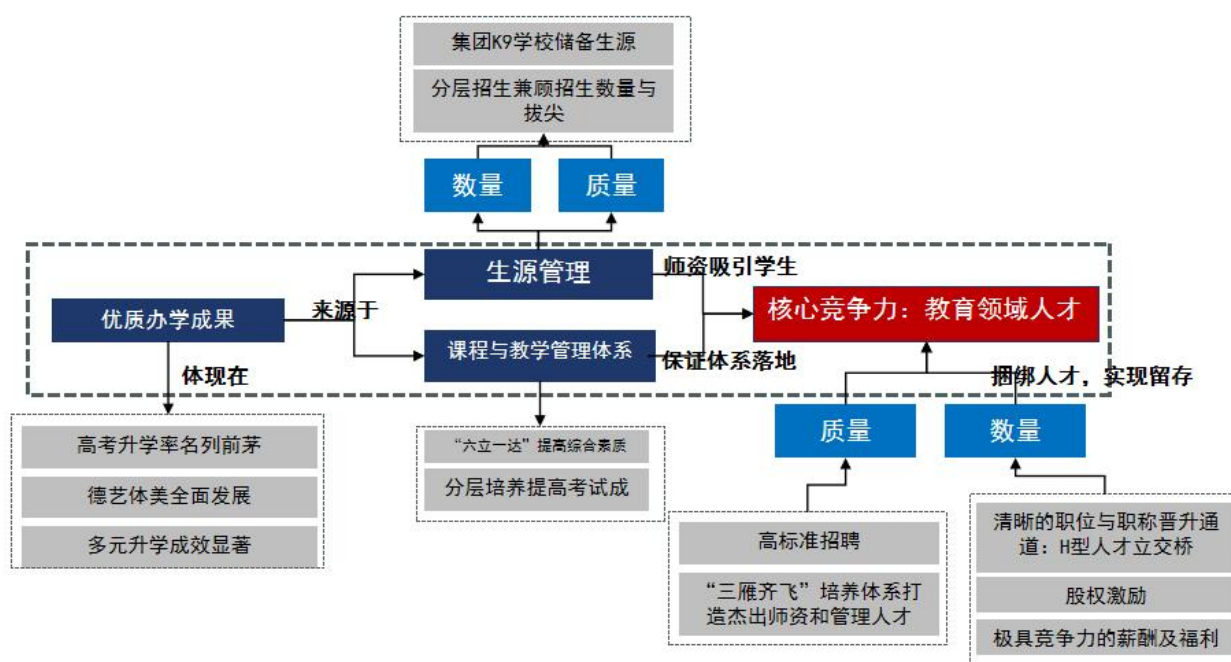 集团K9学校储备生源
分层招生兼顾招生数量与
拔尖
数量
质量
生源管理
师资吸引学生
优质办学成果
来源于
核心竞争力：教育领域人才
课程与教学管理体系
保证体系落地
体现在
捆绑人才，实现留存
质量
数量
高考升学率名列前茅
德艺体美全面发展
多元升学成效显著
“六立一达”提高综合素质
分层培养提高考试成
高标准招聘
“三雁齐飞”培养体系打
造杰出师资和管理人才
清晰的职位与职称晋升通
道：H型人才立交桥
股权激励
极具竞争力的薪酬及福利